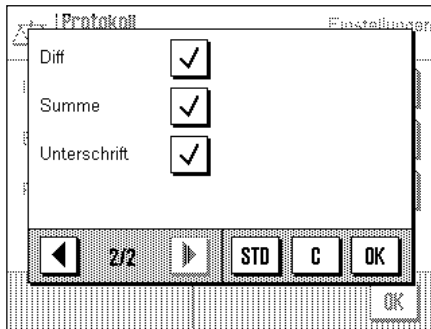 Protokoll Einstellungen
Diff
Summe
Unterschrift
2/2 STD C OK
OK